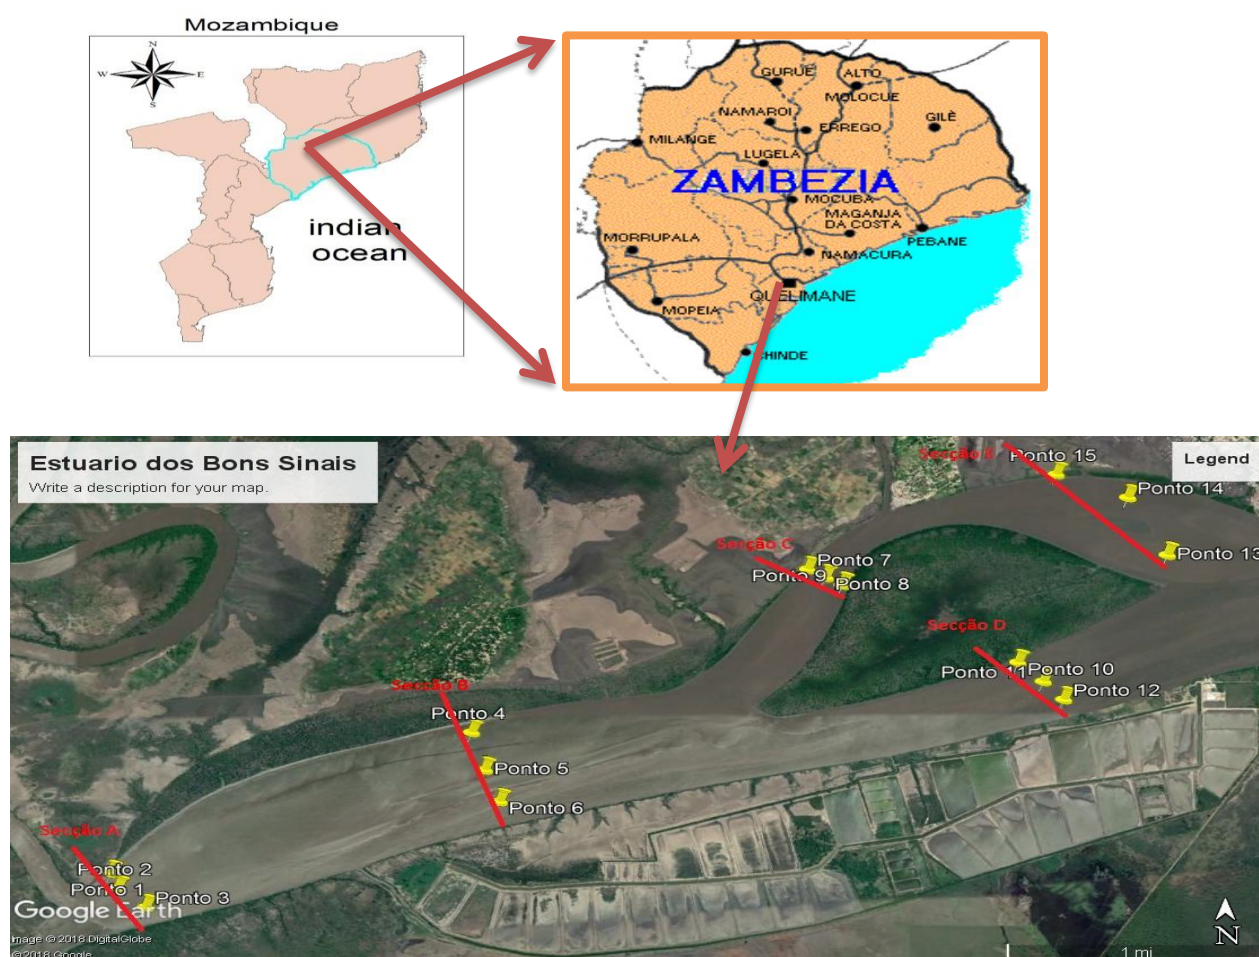 Mozambique
N
W
E
S
indian
ocean
GURUÉ
ALTO
MOLOCUE
NAMAROI
ERREGO
GILÈ
MILANGE
LUGELA
ZAMBEZIA
MOCUBA
MAGANJA
DA COSTA
MORRUPALA
PEBANE
NAMACURA
QUELIMANE
MOPEIA
CHINDE
Estuario dos Bons Sinais
Write a description for your map.
Legend
Secção E
Ponto 15
Ponto 14
Ponto 13
Secção C
Ponto 7
Ponto 9
Ponto 8
Secção D
Ponto 11
Ponto 10
Ponto 12
Secção B
Ponto 4
Ponto 5
Ponto 6
Secção A
Ponto 2
Ponto 1
Ponto 3
Google Earth
Image © 2018 DigitalGlobe
© 2018 Google
N
1 mi